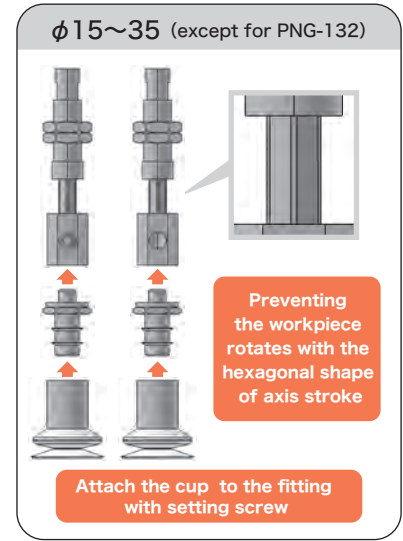 φ15～35 (except for PNG-132)
Preventing
the workpiece
rotates with the
hexagonal shape
of axis stroke
Attach the cup to the fitting
with setting screw